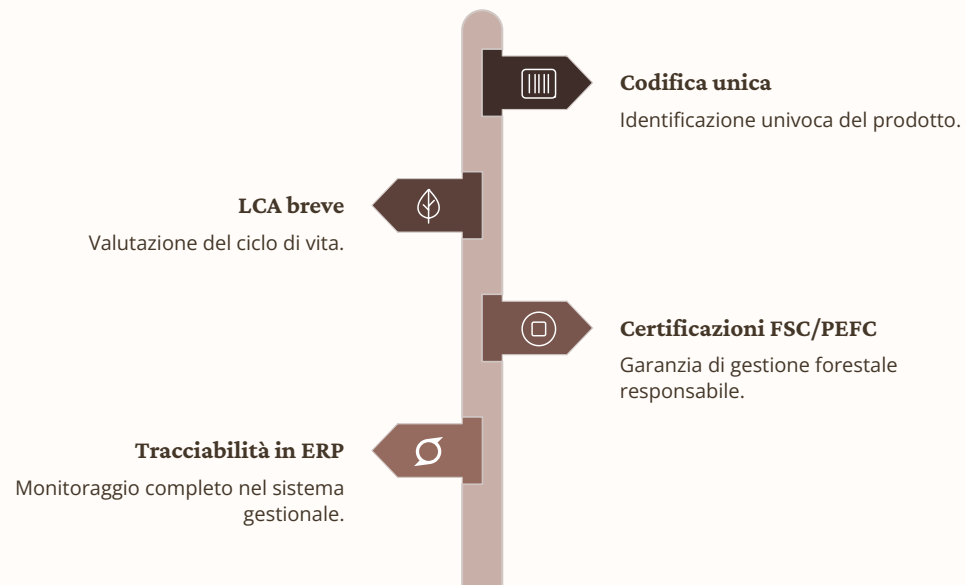 Codifica unica
Identificazione univoca del prodotto.
LCA breve
Valutazione del ciclo di vita.
Certificazioni FSC/PEFC
Garanzia di gestione forestale
responsabile.
Tracciabilità in ERP
Monitoraggio completo nel sistema
gestionale.